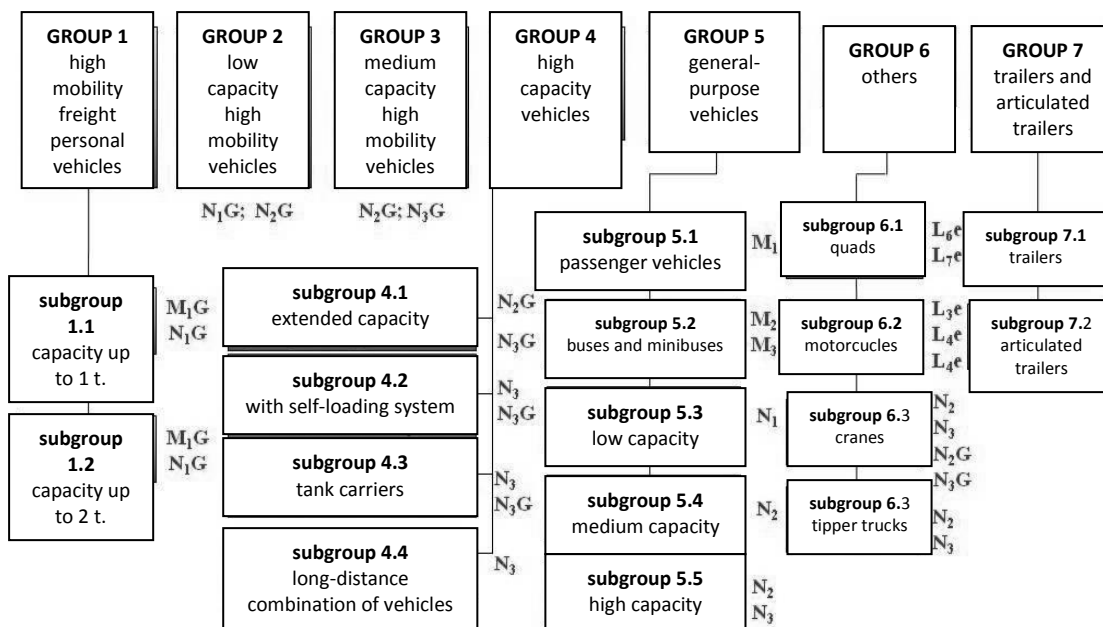 GROUP 1
high
mobility
freight
personal
vehicles
GROUP 2
low
capacity
high
mobility
vehicles
N₁G; N₂G
GROUP 3
medium
capacity
high
mobility
vehicles
N₂G; N₃G
GROUP 4
high
capacity
vehicles
GROUP 5
general-
purpose
vehicles
GROUP 6
others
GROUP 7
trailers and
articulated
trailers
subgroup
1.1
capacity up
to 1 t.
M₁G
N₁G
subgroup
1.2
capacity up
to 2 t.
M₁G
N₁G
subgroup 4.1
extended capacity
N₂G
N₃G
subgroup 4.2
with self-loading system
N₃
N₃G
subgroup 4.3
tank carriers
N₃
N₃G
subgroup 4.4
long-distance
combination of vehicles
N₃
subgroup 5.1
passenger vehicles
M₁
subgroup 5.2
buses and minibuses
M₂
M₃
subgroup 5.3
low capacity
N₁
subgroup 5.4
medium capacity
N₂
subgroup 5.5
high capacity
N₂
N₃
subgroup 6.1
quads
L₆e
L₇e
subgroup 6.2
motorcucles
L₃e
L₄e
L₄e
subgroup 6.3
cranes
N₂
N₃
N₂G
N₃G
subgroup 6.3
tipper trucks
N₂
N₃
subgroup 7.1
trailers
subgroup 7.2
articulated
trailers